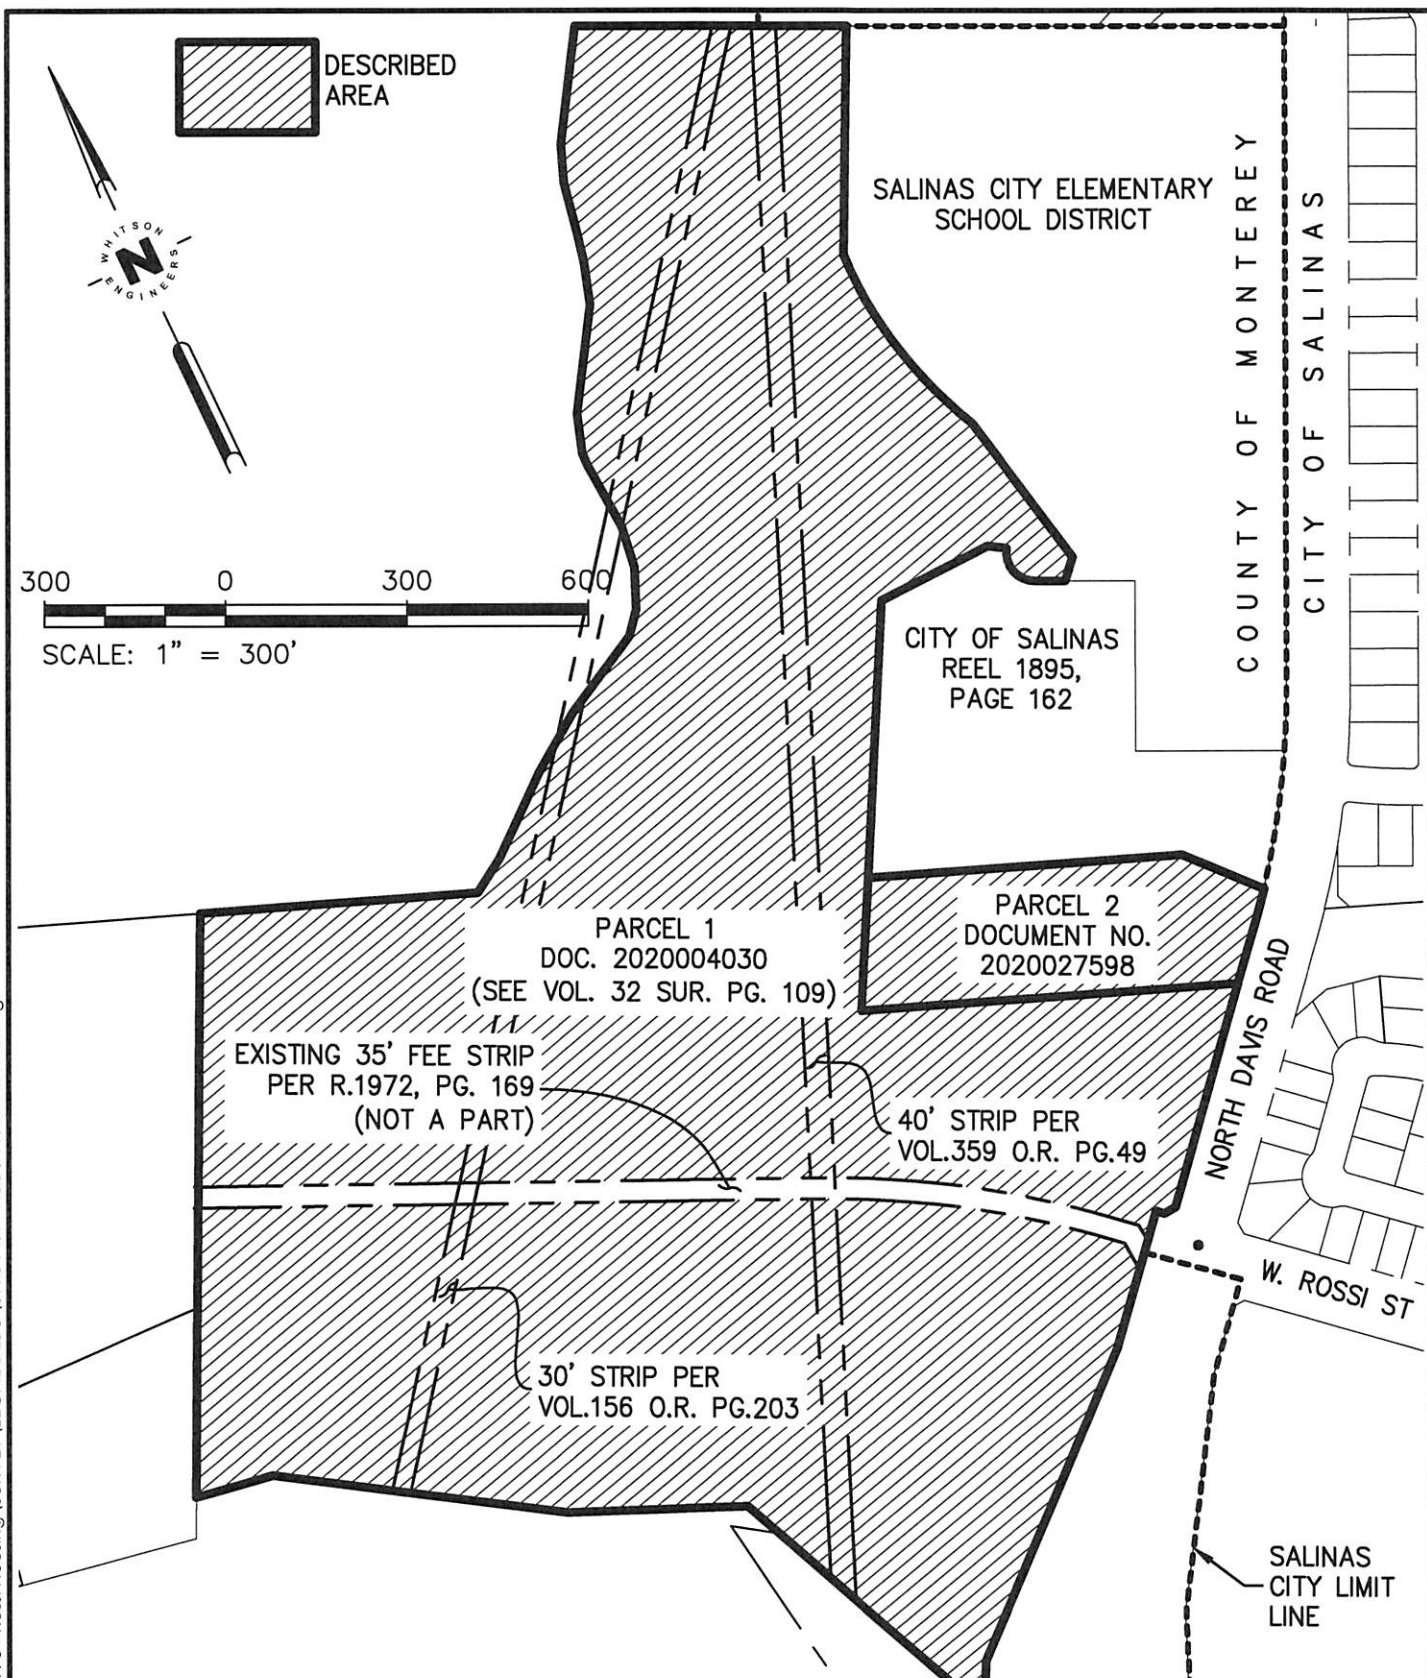 DESCRIBED
AREA
WHITSON
ENGINEERS
N
SALINAS CITY ELEMENTARY
SCHOOL DISTRICT
COUNTY OF MONTEREY
CITY OF SALINAS
300 0 300 600
SCALE: 1" = 300'
CITY OF SALINAS
REEL 1895,
PAGE 162
PARCEL 1
DOC. 2020004030
(SEE VOL. 32 SUR. PG. 109)
PARCEL 2
DOCUMENT NO.
2020027598
EXISTING 35' FEE STRIP
PER R.1972, PG. 169
(NOT A PART)
40' STRIP PER
VOL.359 O.R. PG.49
NORTH DAVIS ROAD
W. ROSSI ST
30' STRIP PER
VOL.156 O.R. PG.203
SALINAS
CITY LIMIT
LINE